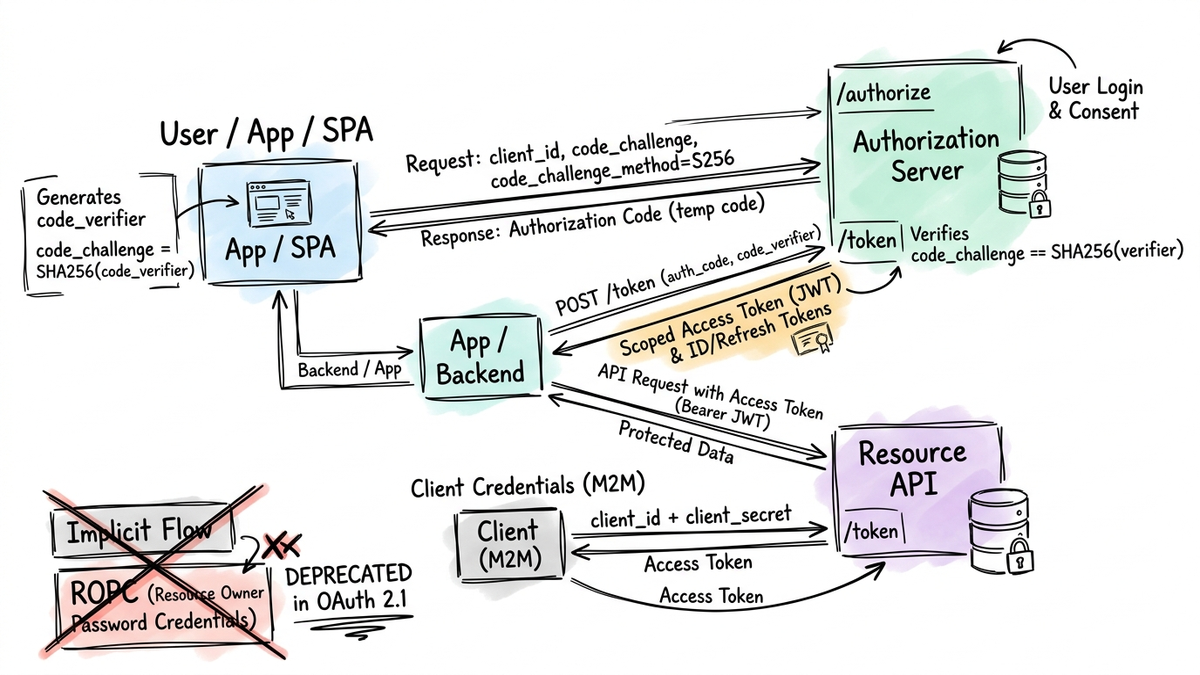 User / App / SPA
Generates
code_verifier
code_challenge =
SHA256(code_verifier)
App / SPA
Request: client_id, code_challenge,
code_challenge_method=S256
Response: Authorization Code (temp code)
/authorize
Authorization
Server
User Login
& Consent
/token
Verifies
code_challenge == SHA256(verifier)
POST /token (auth_code, code_verifier)
Scoped Access Token (JWT)
& ID/Refresh Tokens
Backend / App
App /
Backend
API Request with Access Token
(Bearer JWT)
Protected Data
Resource
API
/token
Client Credentials (M2M)
Client
(M2M)
client_id + client_secret
Access Token
Access Token
Implicit Flow
ROPC (Resource Owner
Password Credentials)
DEPRECATED
in OAuth 2.1